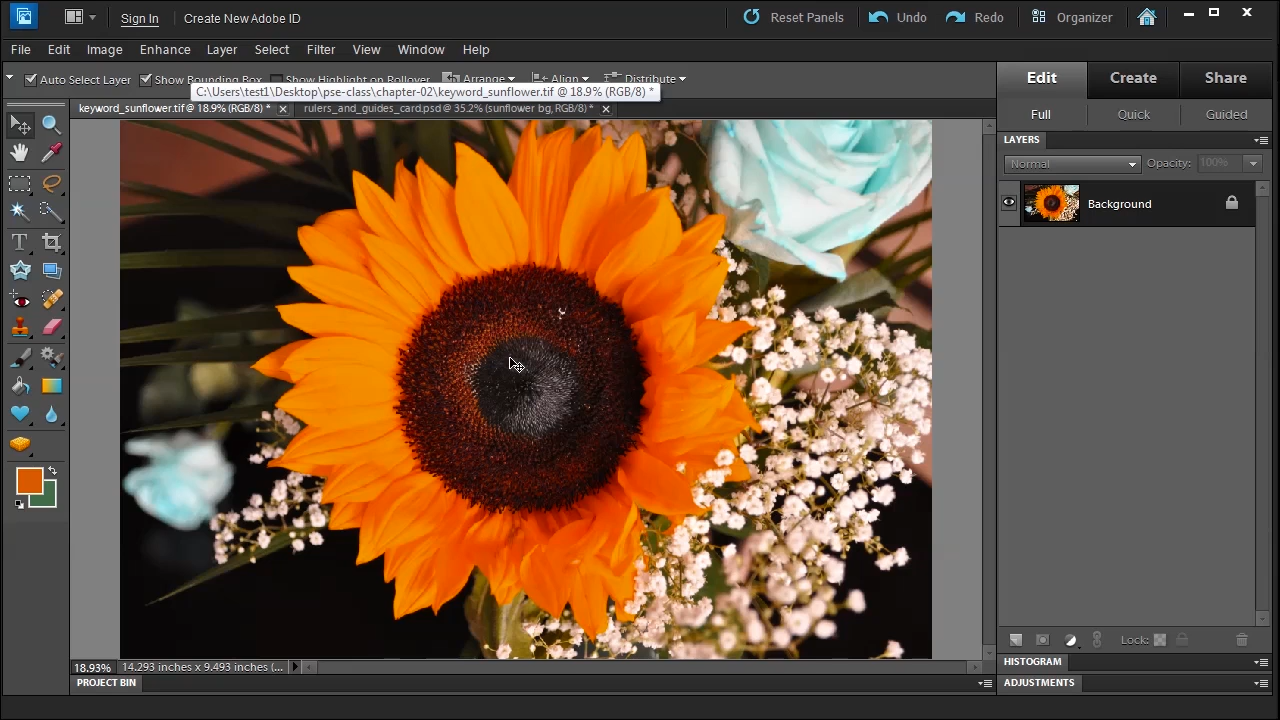 Sign In Create New Adobe ID Reset Panels Undo Redo Organizer
File Edit Image Enhance Layer Select Filter View Window Help
Auto Select Layer Show Bounding Box Show Highlight on Rollover Arrange Align Distribute
Edit Create Share
C:\Users\test1\Desktop\pse-class\chapter-02\keyword_sunflower.tif @ 18.9% (RGB/8) *
keyword_sunflower.tif @ 18.9% (RGB/8) * rulers_and_guides_card.psd @ 35.2% (sunflower bg, RGB/8) *
Full Quick Guided
LAYERS
Normal Opacity: 100%
Background
Lock:
18.93% 14.293 inches x 9.493 inches (...
HISTOGRAM
PROJECT BIN
ADJUSTMENTS